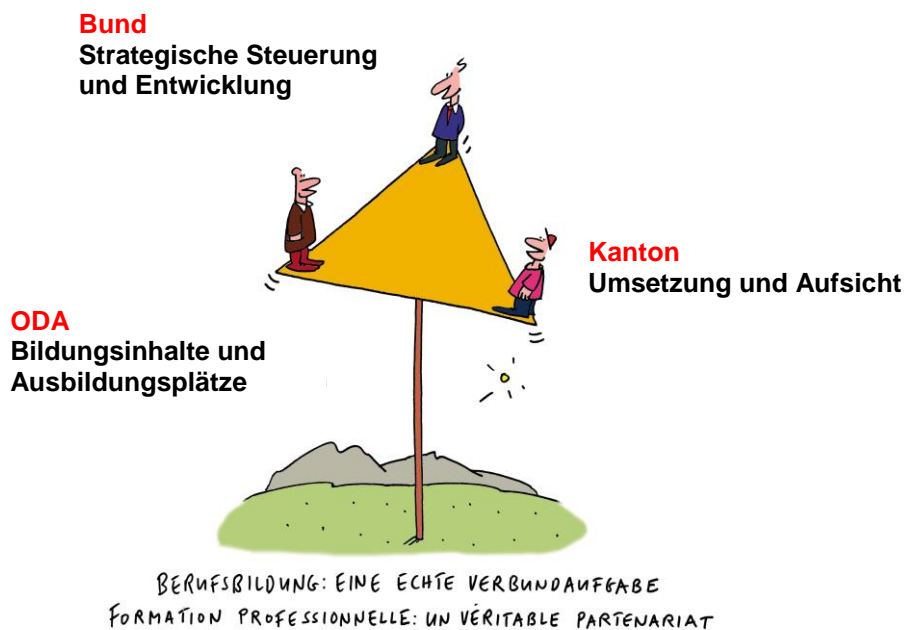 Bund
Strategische Steuerung
und Entwicklung
Kanton
Umsetzung und Aufsicht
ODA
Bildungsinhalte und
Ausbildungsplätze
BERUFSBILDUNG: EINE ECHTE VERBUNDAUFGABE
FORMATION PROFESSIONNELLE: UN VÉRITABLE PARTENARIAT